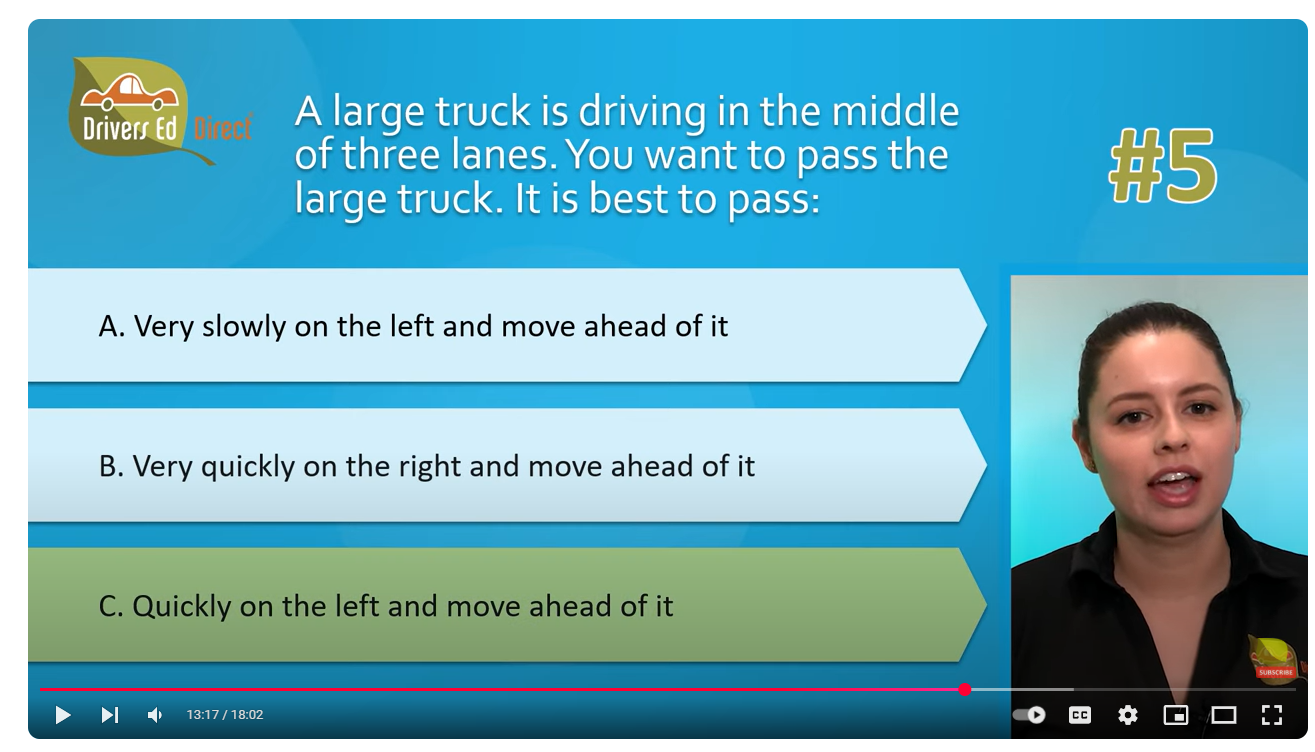 Drivers Ed Direct
A large truck is driving in the middle
of three lanes. You want to pass the
large truck. It is best to pass:
#5
A. Very slowly on the left and move ahead of it
B. Very quickly on the right and move ahead of it
C. Quickly on the left and move ahead of it
SUBSCRIBE
13:17 / 18:02
CC